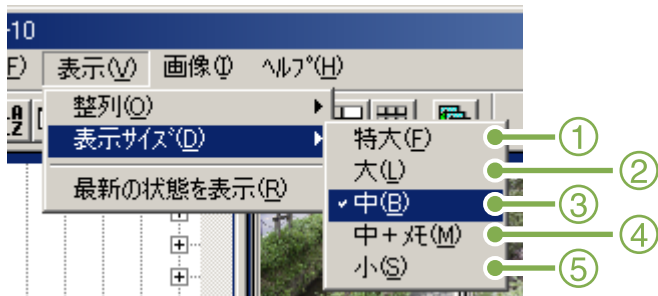 -10
F) 表示(V) 画像(I) ヘルプ(H)
整列(O)
表示サイズ(D)
最新の状態を表示(R)
特大(F) ①
大(L) ②
中(B) ③
中+メモ(M) ④
小(S) ⑤